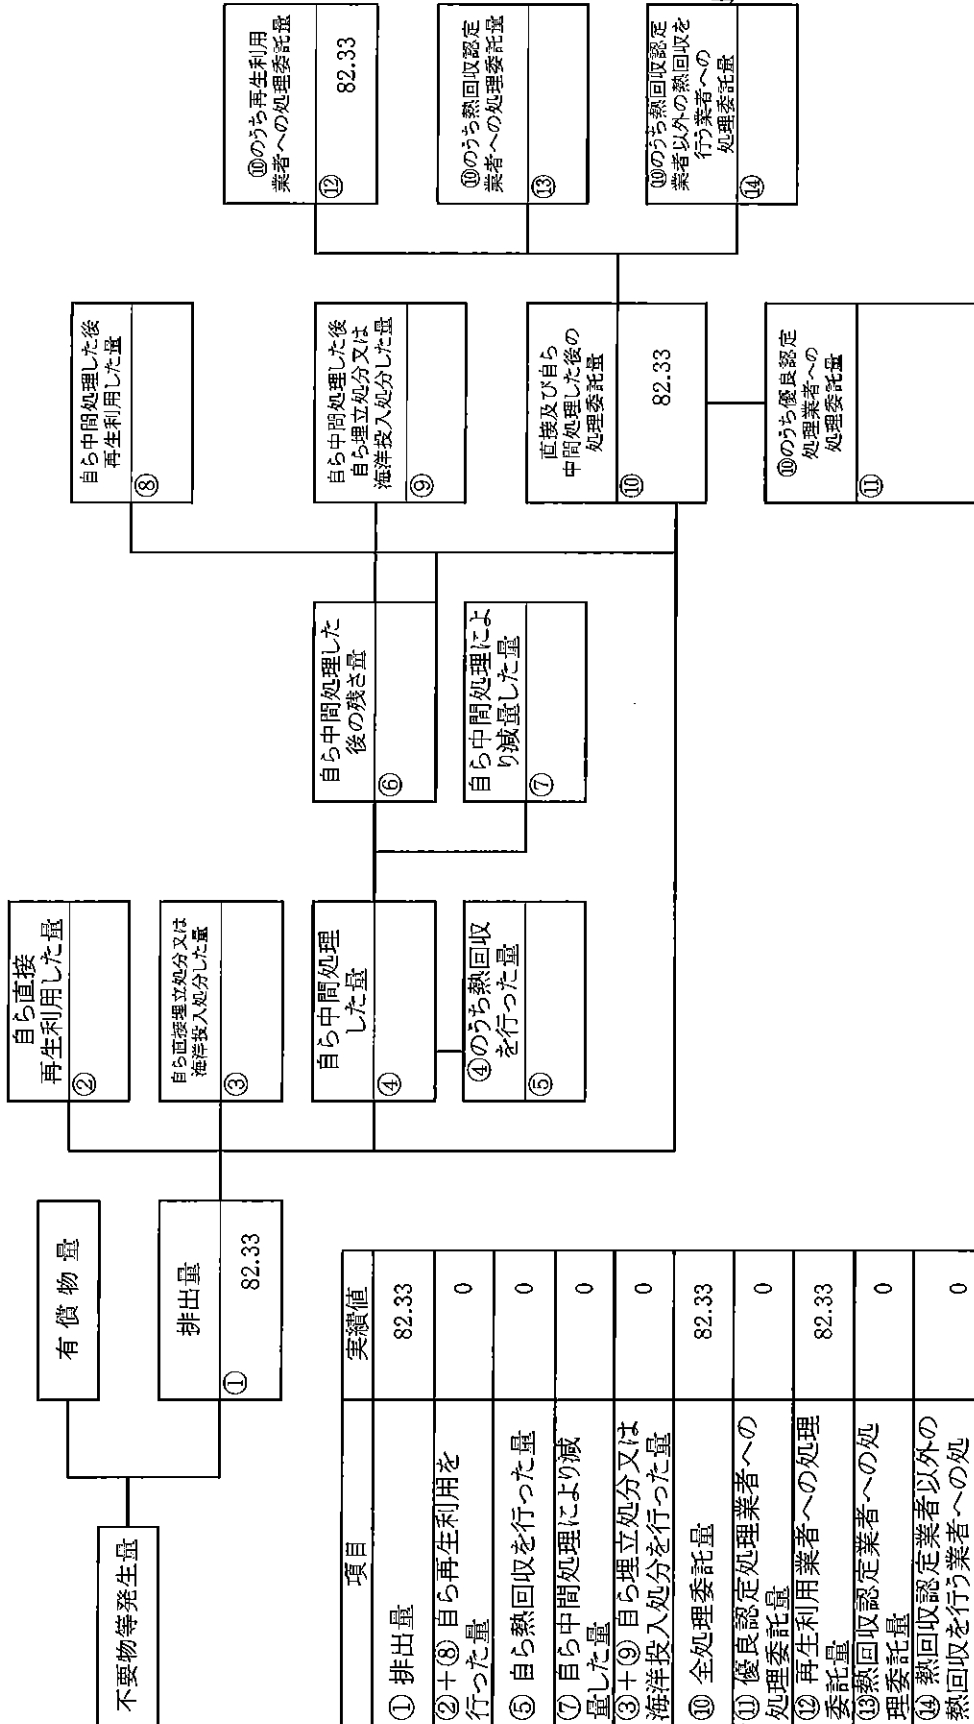 不要物等発生量
有 償 物 量
排出量
①
82.33
自ら直接
再生利用した量
②
自ら直接埋立処分又は
海洋投入処分した量
③
自ら中間処理
した量
④
④のうち熱回収
を行った量
⑤
自ら中間処理した
後の残さ量
⑥
自ら中間処理によ
り減量した量
⑦
自ら中間処理した後
再生利用した量
⑧
自ら中間処理した後
自ら埋立処分又は
海洋投入処分した量
⑨
直接及び自ら
中間処理した後の
処理委託量
⑩
82.33
⑩のうち優良認定
処理業者への
処理委託量
⑪
⑩のうち再生利用
業者への処理委託量
⑫
82.33
⑩のうち熱回収認定
業者への処理委託量
⑬
⑩のうち熱回収認定
業者以外の熱回収を
行う業者への
処理委託量
⑭
項目 実績値
① 排出量 82.33
②+⑧ 自ら再生利用を
行った量 0
⑤ 自ら熱回収を行った量 0
⑦ 自ら中間処理により減
量した量 0
③+⑨ 自ら埋立処分又は
海洋投入処分を行った量 0
⑩ 全処理委託量 82.33
⑪ 優良認定処理業者への
処理委託量 0
⑫ 再生利用業者への処理
委託量 82.33
⑬熱回収認定業者への処
理委託量 0
⑭ 熱回収認定業者以外の
熱回収を行う業者への処 0